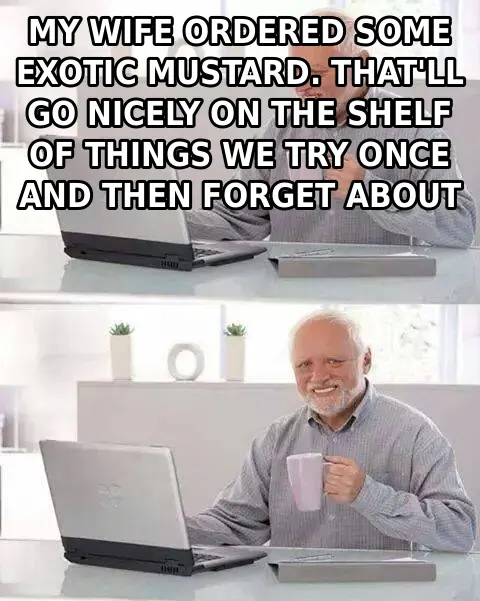 MY WIFE ORDERED SOME
EXOTIC MUSTARD. THAT'LL
GO NICELY ON THE SHELF
OF THINGS WE TRY ONCE
AND THEN FORGET ABOUT